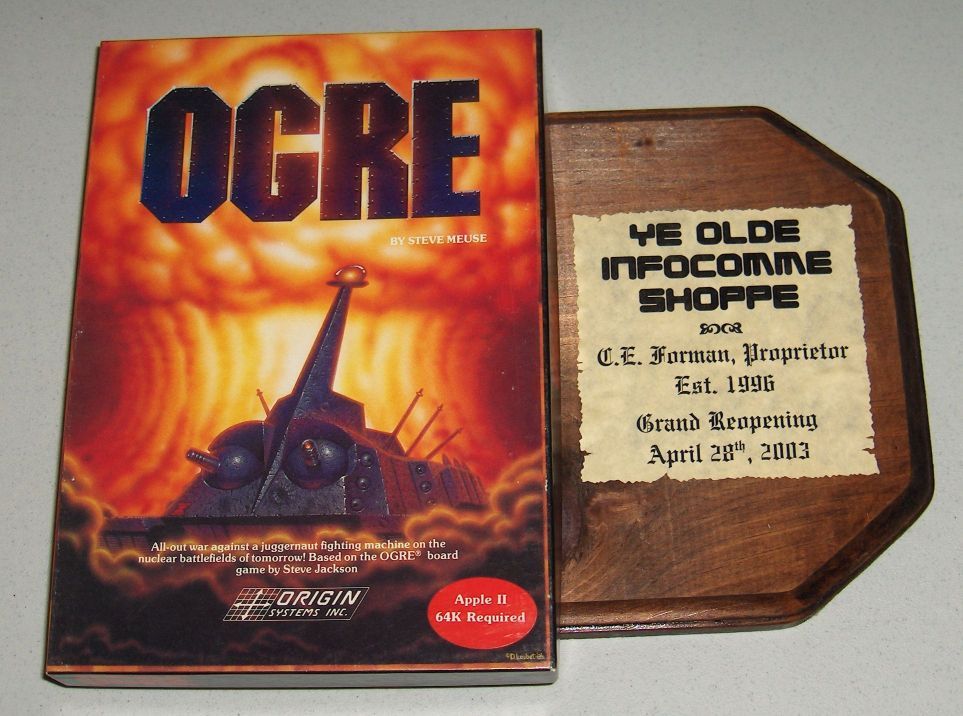 OGRE
BY STEVE MEUSE
All-out war against a juggernaut fighting machine on the
nuclear battlefields of tomorrow! Based on the OGRE® board
game by Steve Jackson
ORIGIN
SYSTEMS INC.
Apple II
64K Required
YE OLDE
INFOCOMME
SHOPPE
C.E. Forman, Proprietor
Est. 1996
Grand Reopening
April 28th, 2003